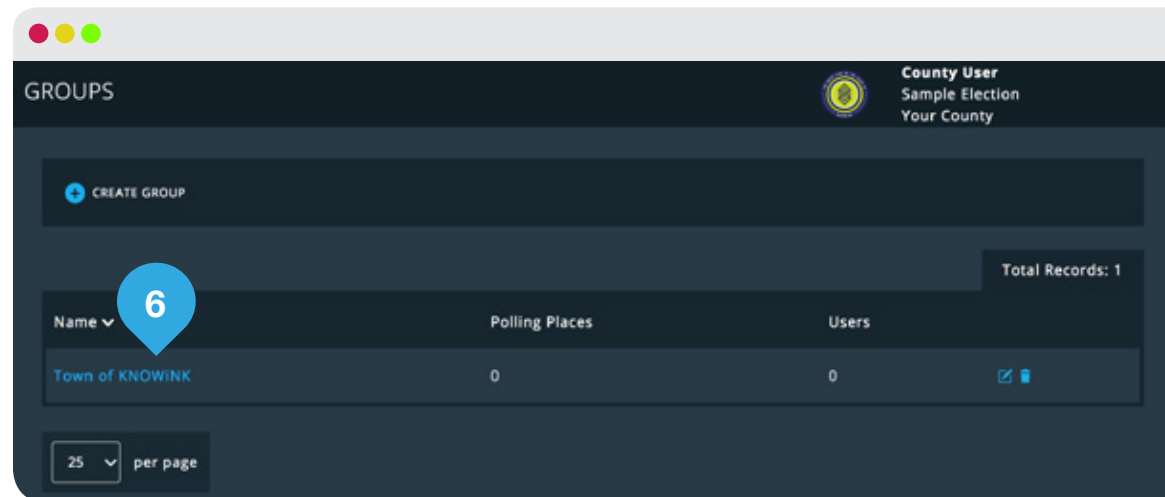 GROUPS
County User
Sample Election
Your County
CREATE GROUP
Total Records: 1
6
Name Polling Places Users
Town of KNOWiNK 0 0
25 per page